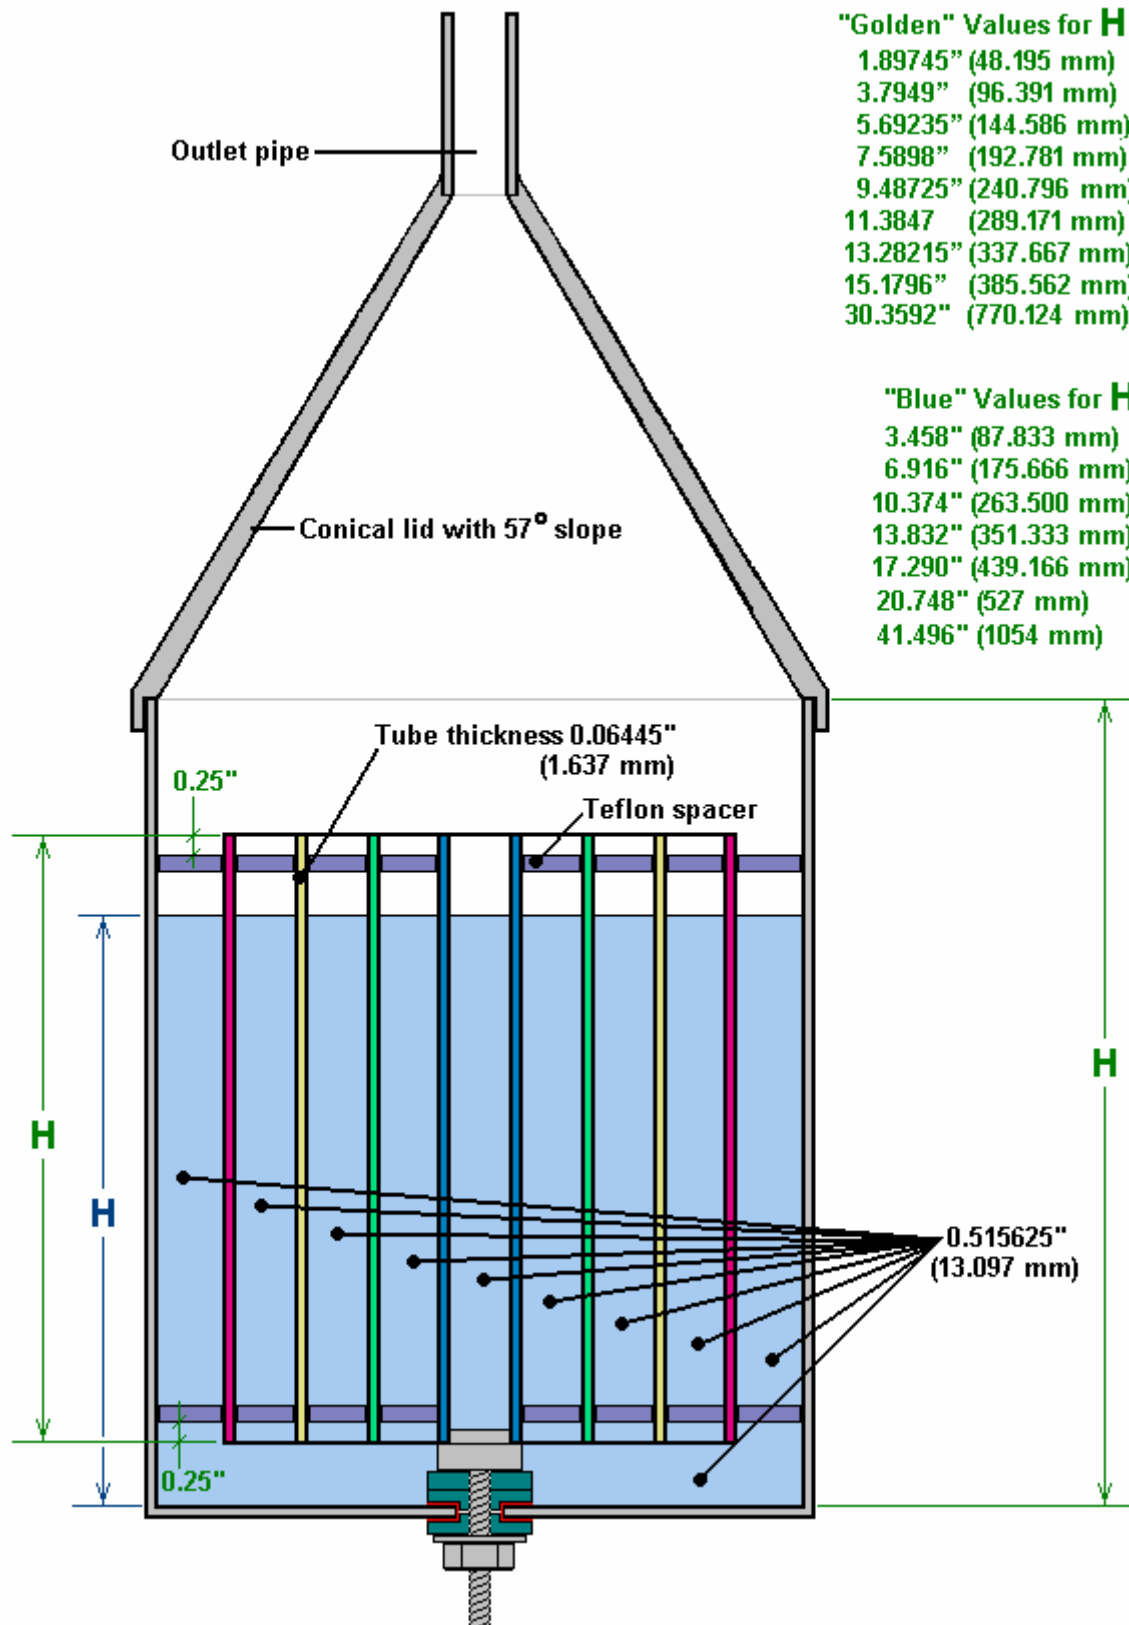 "Golden" Values for H
1.89745" (48.195 mm)
3.7949" (96.391 mm)
5.69235" (144.586 mm)
7.5898" (192.781 mm)
9.48725" (240.796 mm)
11.3847 (289.171 mm)
13.28215" (337.667 mm)
15.1796" (385.562 mm)
30.3592" (770.124 mm)
Outlet pipe
"Blue" Values for H
3.458" (87.833 mm)
6.916" (175.666 mm)
10.374" (263.500 mm)
13.832" (351.333 mm)
17.290" (439.166 mm)
20.748" (527 mm)
41.496" (1054 mm)
Conical lid with 57° slope
Tube thickness 0.06445"
(1.637 mm)
0.25"
Teflon spacer
H
H
H
0.515625"
(13.097 mm)
0.25"